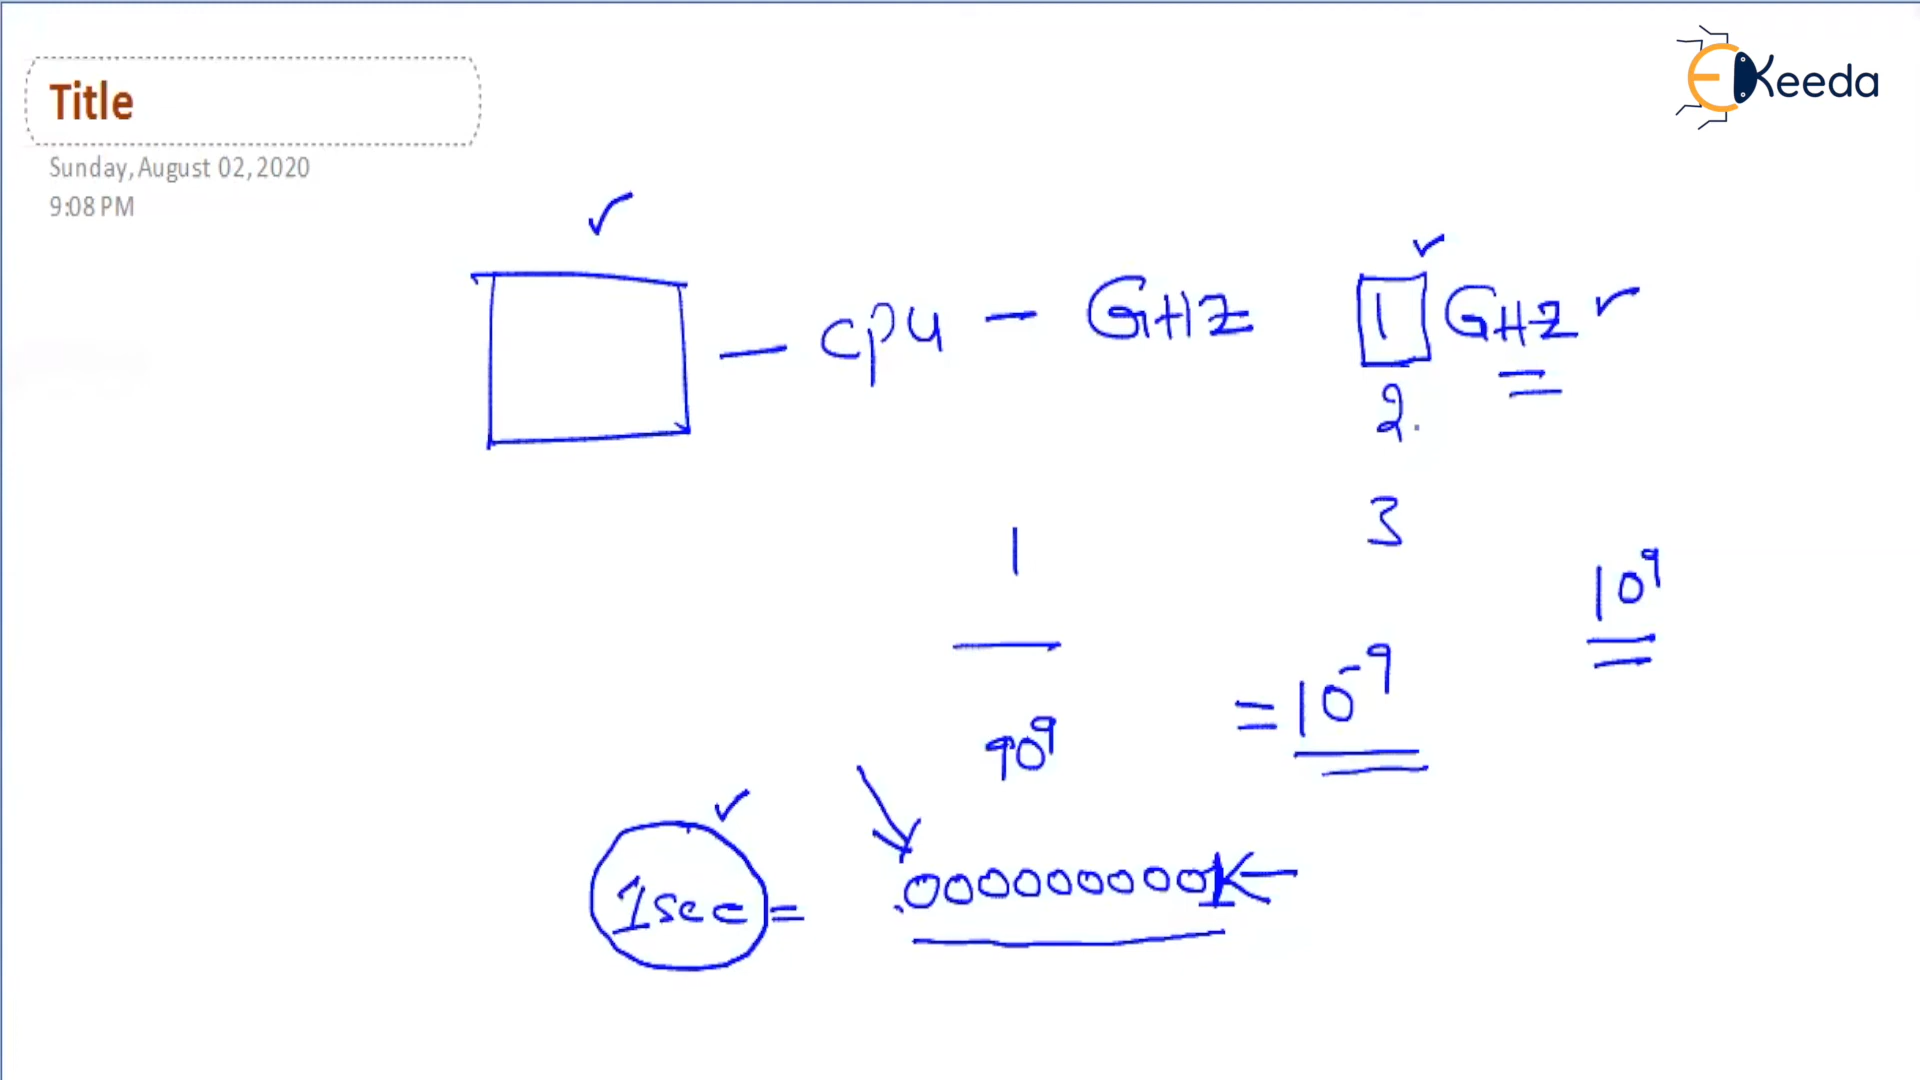 EKeeda
Title
Sunday, August 02, 2020
9:08 PM
— CPU — GHZ 1 GHZ
2.
3
1
10⁹
10⁹
= 10⁻⁹
1sec = .0000000001